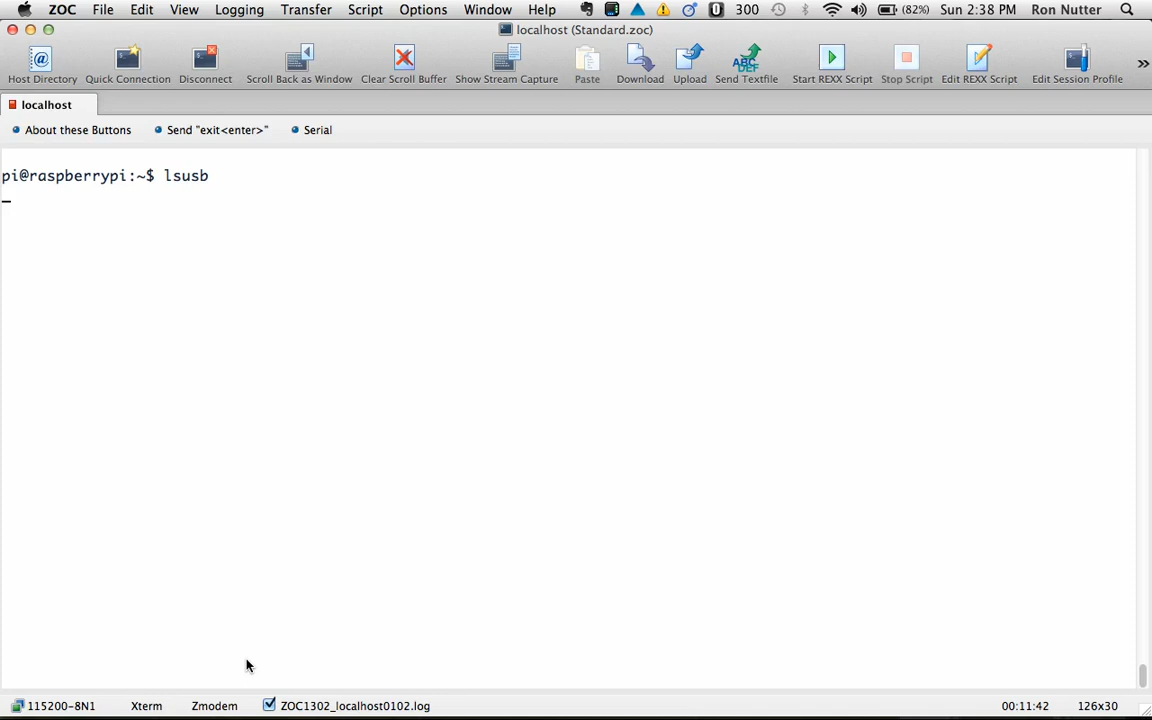 ZOC File Edit View Logging Transfer Script Options Window Help 300 (82%) Sun 2:38 PM Ron Nutter
localhost (Standard.zoc)
Host Directory Quick Connection Disconnect Scroll Back as Window Clear Scroll Buffer Show Stream Capture Paste Download Upload Send Textfile Start REXX Script Stop Script Edit REXX Script Edit Session Profile »
localhost
About these Buttons Send "exit<enter>" Serial
pi@raspberrypi:~$ lsusb
_
115200-8N1 Xterm Zmodem ZOC1302_localhost0102.log 00:11:42 126x30